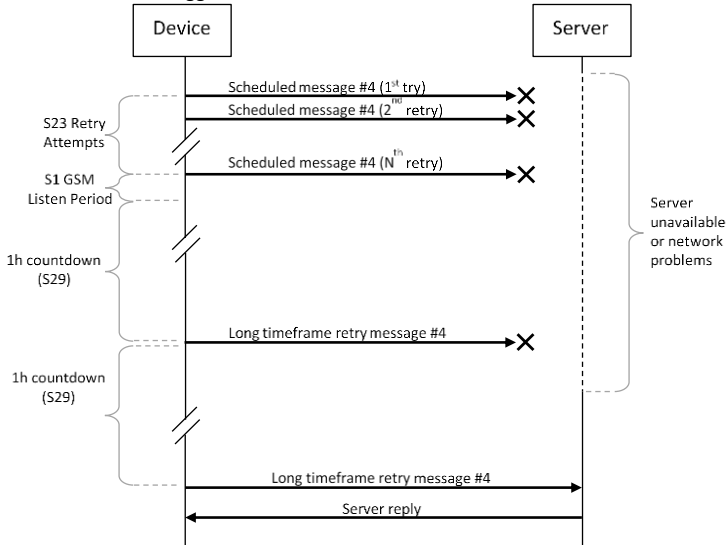 Device
Server
Scheduled message #4 (1st try)
Scheduled message #4 (2nd retry)
S23 Retry
Attempts
Scheduled message #4 (Nth retry)
S1 GSM
Listen Period
Server
unavailable
or network
problems
1h countdown
(S29)
Long timeframe retry message #4
1h countdown
(S29)
Long timeframe retry message #4
Server reply